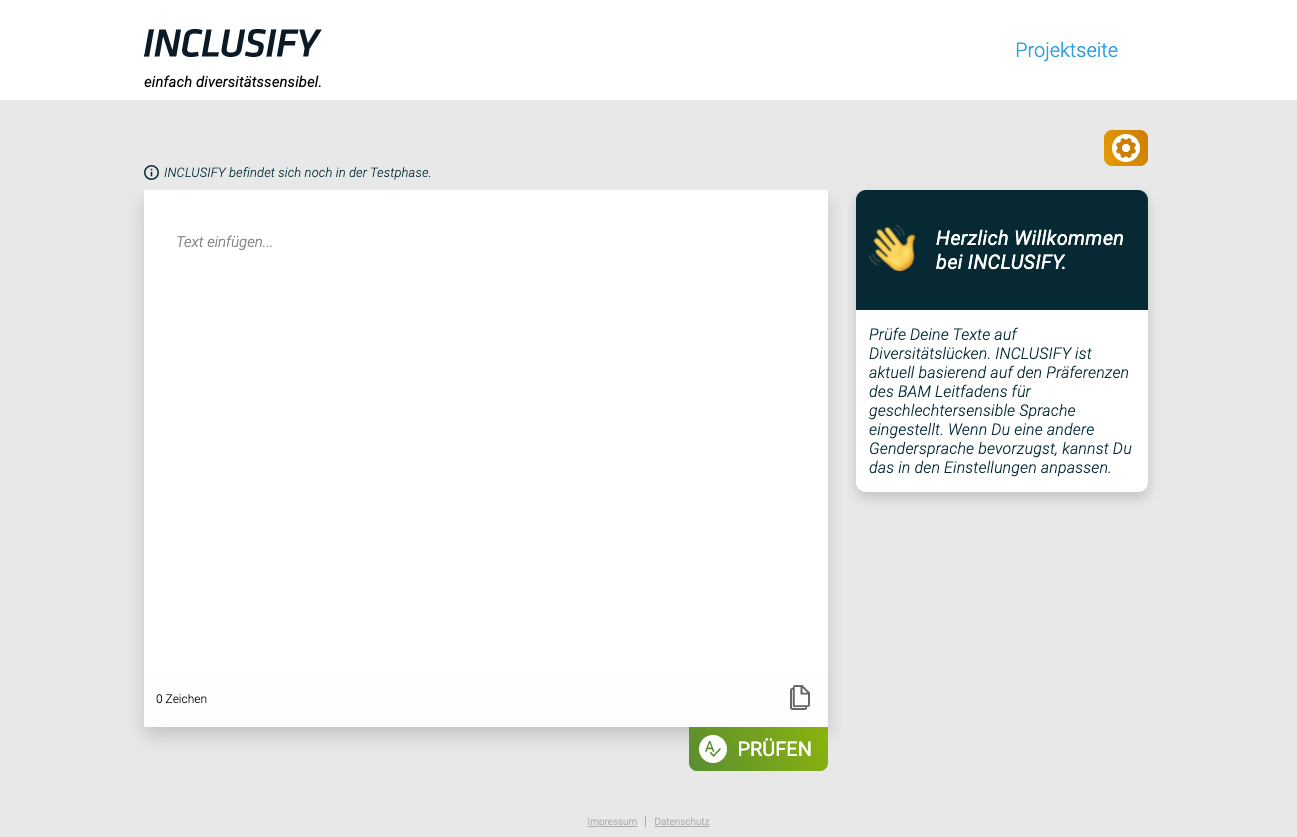 INCLUSIFY
einfach diversitätssensibel.
Projektseite
INCLUSIFY befindet sich noch in der Testphase.
Text einfügen...
Herzlich Willkommen
bei INCLUSIFY.
Prüfe Deine Texte auf
Diversitätslücken. INCLUSIFY ist
aktuell basierend auf den Präferenzen
des BAM Leitfadens für
geschlechtersensible Sprache
eingestellt. Wenn Du eine andere
Gendersprache bevorzugst, kannst Du
das in den Einstellungen anpassen.
0 Zeichen
PRÜFEN
Impressum | Datenschutz